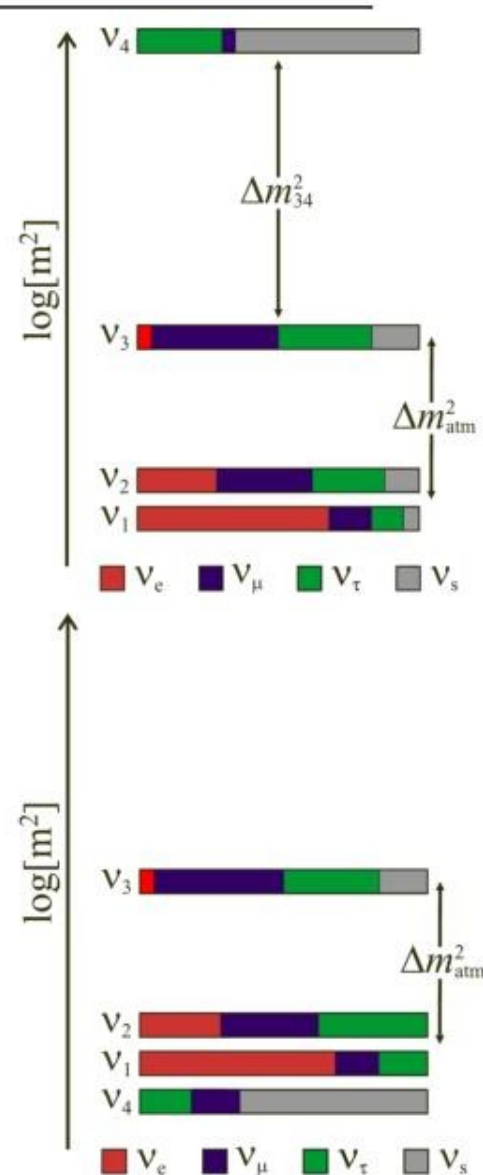 ν₄
Δm²₃₄
log[m²]
ν₃
Δm²atm
ν₂
ν₁
νe νμ ντ νs
log[m²]
ν₃
Δm²atm
ν₂
ν₁
ν₄
νe νμ ντ νs